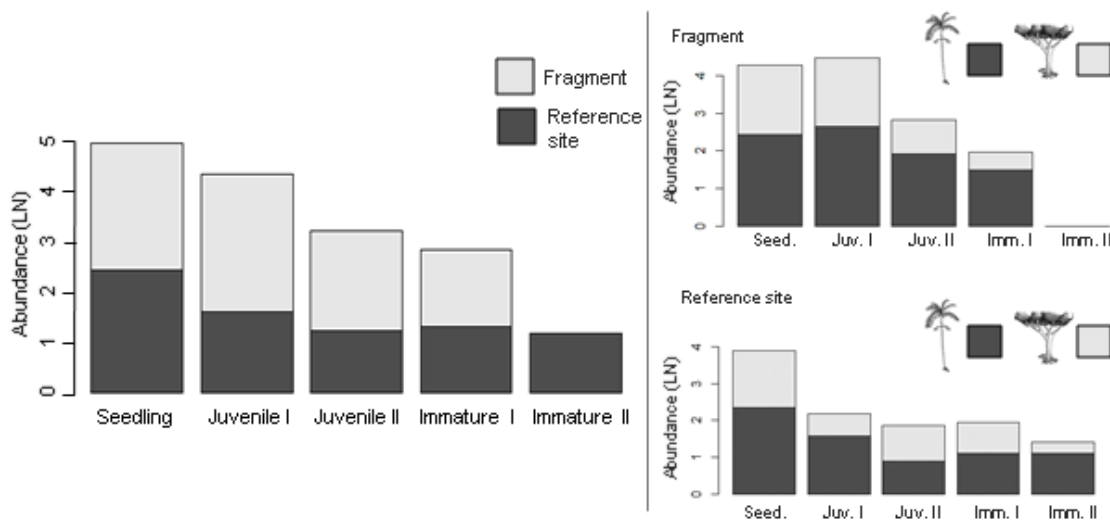 Fragment
Reference
site
Abundance (LN)
5
4
3
2
1
0
Seedling
Juvenile I
Juvenile II
Immature I
Immature II
Fragment
Abundance (LN)
4
3
2
1
0
Seed.
Juv. I
Juv. II
Imm. I
Imm. II
Reference site
Abundance (LN)
4
3
2
1
0
Seed.
Juv. I
Juv. II
Imm. I
Imm. II